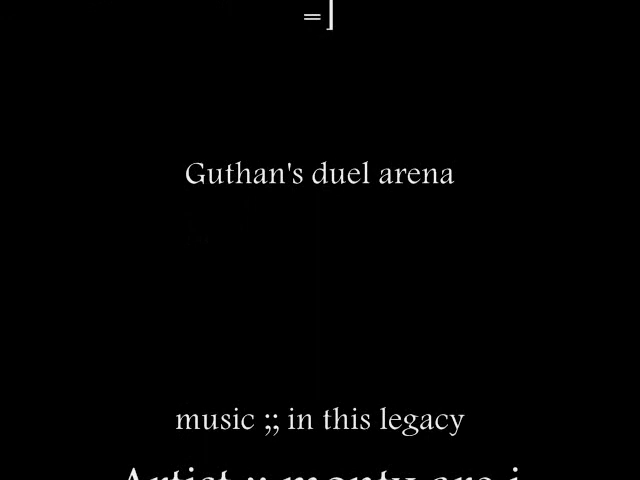 =]
Guthan's duel arena
music ;; in this legacy
Artist ;; monty are i